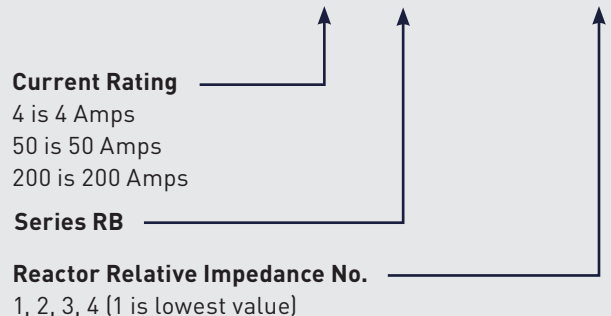 Current Rating
4 is 4 Amps
50 is 50 Amps
200 is 200 Amps
Series RB
Reactor Relative Impedance No.
1, 2, 3, 4 (1 is lowest value)